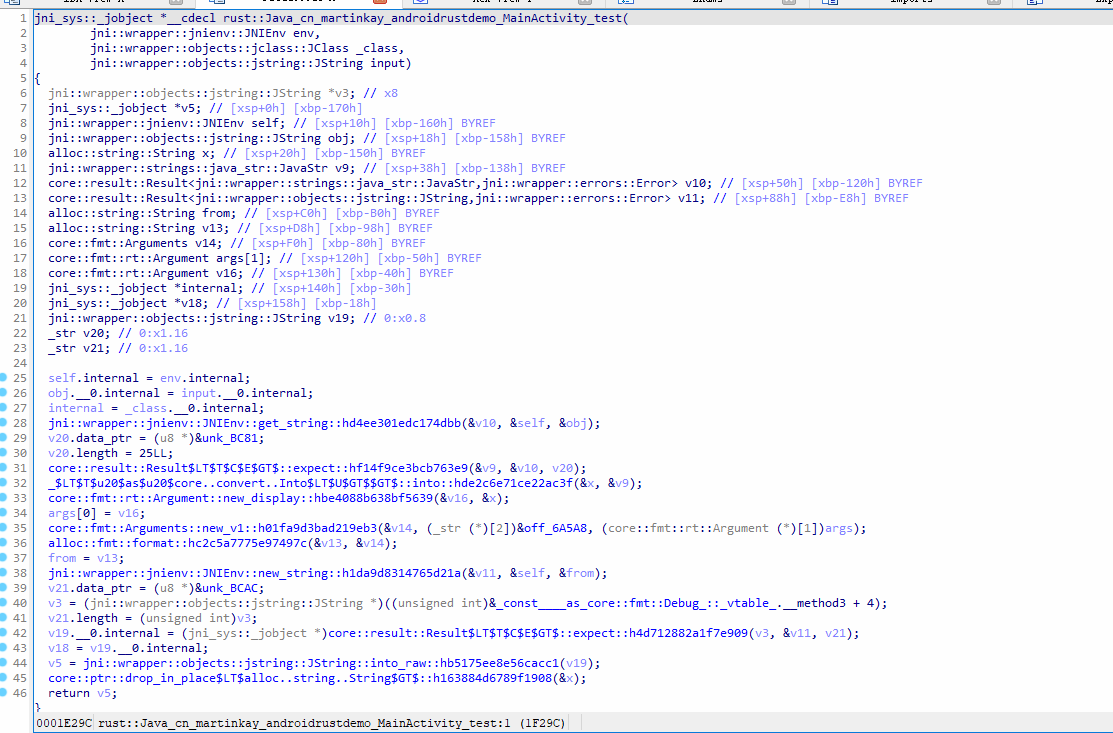 1 jni_sys::_jobject *__cdecl rust::Java_cn_martinkay_androidrustdemo_MainActivity_test(
2 jni::wrapper::jnienv::JNIEnv env,
3 jni::wrapper::objects::jclass::JClass _class,
4 jni::wrapper::objects::jstring::JString input)
5 {
6 jni::wrapper::objects::jstring::JString *v3; // x8
7 jni_sys::_jobject *v5; // [xsp+0h] [xbp-170h]
8 jni::wrapper::jnienv::JNIEnv self; // [xsp+10h] [xbp-160h] BYREF
9 jni::wrapper::objects::jstring::JString obj; // [xsp+18h] [xbp-158h] BYREF
10 alloc::string::String x; // [xsp+20h] [xbp-150h] BYREF
11 jni::wrapper::strings::java_str::JavaStr v9; // [xsp+38h] [xbp-138h] BYREF
12 core::result::Result<jni::wrapper::strings::java_str::JavaStr,jni::wrapper::errors::Error> v10; // [xsp+50h] [xbp-120h] BYREF
13 core::result::Result<jni::wrapper::objects::jstring::JString,jni::wrapper::errors::Error> v11; // [xsp+88h] [xbp-E8h] BYREF
14 alloc::string::String from; // [xsp+C0h] [xbp-B0h] BYREF
15 alloc::string::String v13; // [xsp+D8h] [xbp-98h] BYREF
16 core::fmt::Arguments v14; // [xsp+F0h] [xbp-80h] BYREF
17 core::fmt::rt::Argument args[1]; // [xsp+120h] [xbp-50h] BYREF
18 core::fmt::rt::Argument v16; // [xsp+130h] [xbp-40h] BYREF
19 jni_sys::_jobject *internal; // [xsp+140h] [xbp-30h]
20 jni_sys::_jobject *v18; // [xsp+158h] [xbp-18h]
21 jni::wrapper::objects::jstring::JString v19; // 0:x0.8
22 _str v20; // 0:x1.16
23 _str v21; // 0:x1.16
24
25 self.internal = env.internal;
26 obj.__0.internal = input.__0.internal;
27 internal = _class.__0.internal;
28 jni::wrapper::jnienv::JNIEnv::get_string::hd4ee301edc174dbb(&v10, &self, &obj);
29 v20.data_ptr = (u8 *)&unk_BC81;
30 v20.length = 25LL;
31 core::result::Result$LT$T$C$E$GT$::expect::hf14f9ce3bcb763e9(&v9, &v10, v20);
32 _$LT$T$u20$as$u20$core..convert..Into$LT$U$GT$$GT$::into::hde2c6e71ce22ac3f(&x, &v9);
33 core::fmt::rt::Argument::new_display::hbe4088b638bf5639(&v16, &x);
34 args[0] = v16;
35 core::fmt::Arguments::new_v1::h01fa9d3bad219eb3(&v14, (_str (*)[2])&off_6A5A8, (core::fmt::rt::Argument (*)[1])args);
36 alloc::fmt::format::hc2c5a7775e97497c(&v13, &v14);
37 from = v13;
38 jni::wrapper::jnienv::JNIEnv::new_string::h1da9d8314765d21a(&v11, &self, &from);
39 v21.data_ptr = (u8 *)&unk_BCAC;
40 v3 = (jni::wrapper::objects::jstring::JString *)((unsigned int)&_const____as_core::fmt::Debug_::_vtable_.__method3 + 4);
41 v21.length = (unsigned int)v3;
42 v19.__0.internal = (jni_sys::_jobject *)core::result::Result$LT$T$C$E$GT$::expect::h4d712882a1f7e909(v3, &v11, v21);
43 v18 = v19.__0.internal;
44 v5 = jni::wrapper::objects::jstring::JString::into_raw::hb5175ee8e56cacc1(v19);
45 core::ptr::drop_in_place$LT$alloc..string..String$GT$::h163884d6789f1908(&x);
46 return v5;
}
0001E29C rust::Java_cn_martinkay_androidrustdemo_MainActivity_test:1 (1F29C)